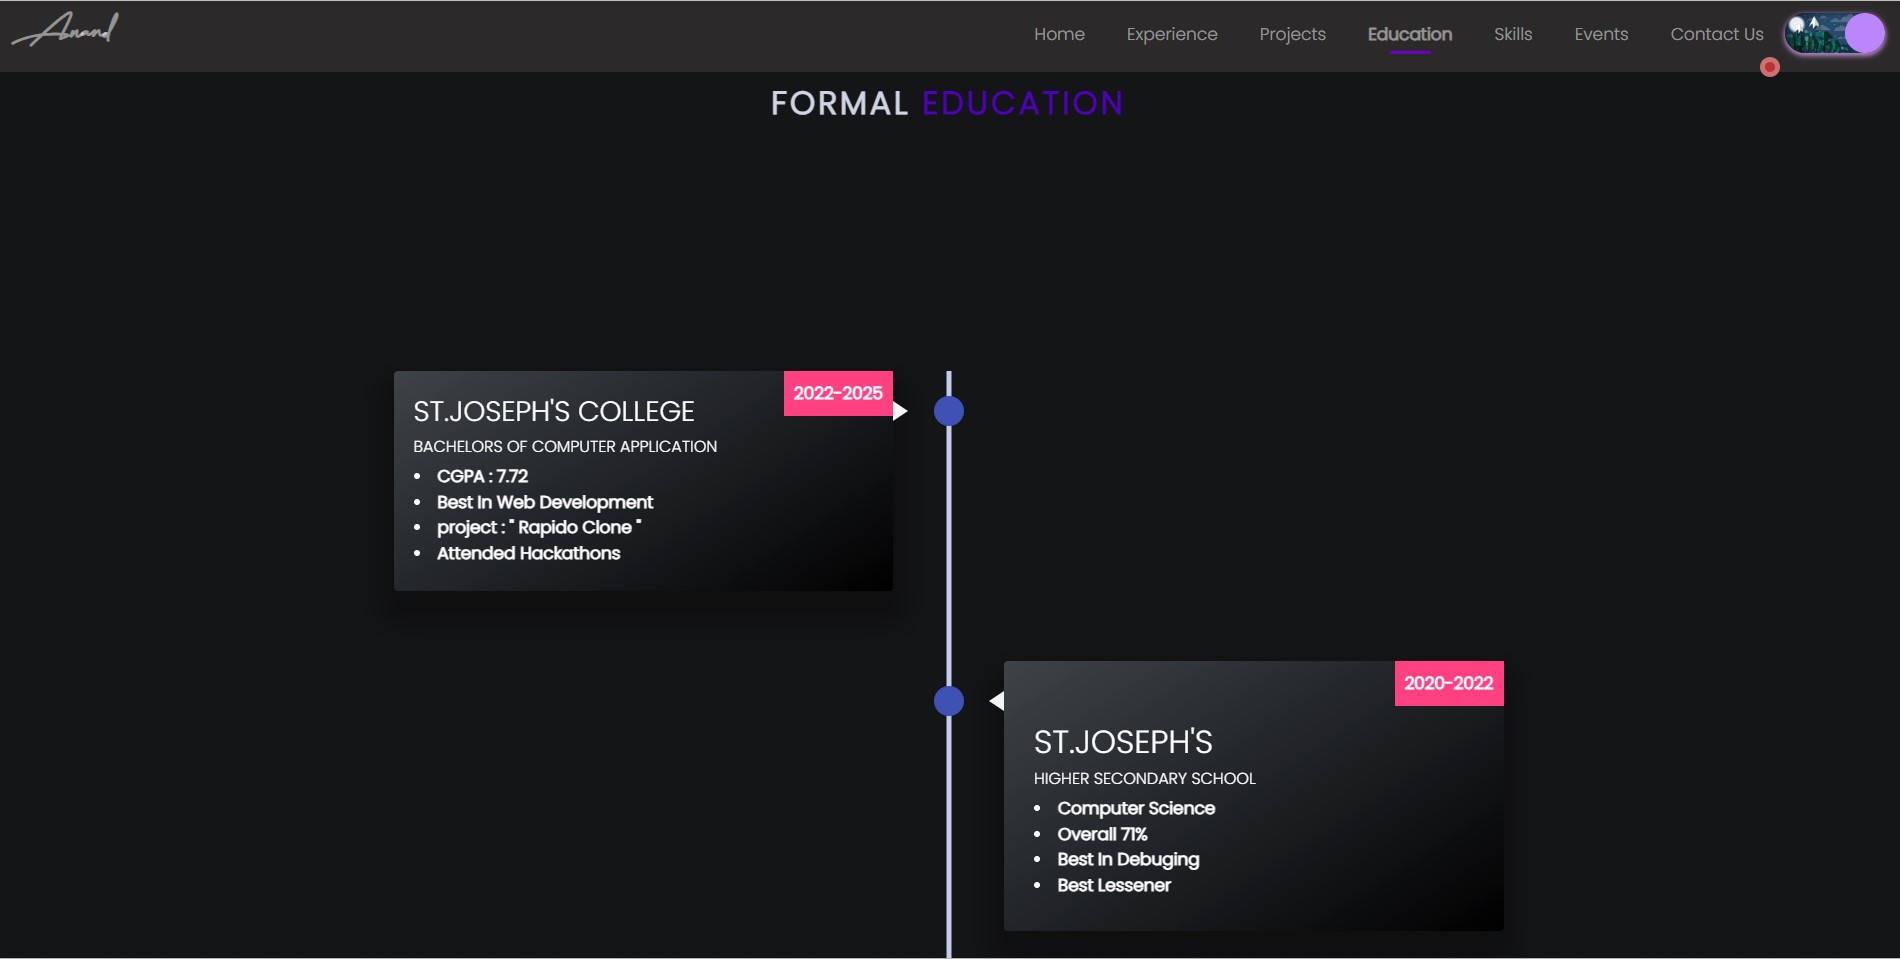 Anand
Home Experience Projects Education Skills Events Contact Us
FORMAL EDUCATION
2022-2025
ST.JOSEPH'S COLLEGE
BACHELORS OF COMPUTER APPLICATION
• CGPA : 7.72
• Best In Web Development
• project : " Rapido Clone "
• Attended Hackathons
2020-2022
ST.JOSEPH'S
HIGHER SECONDARY SCHOOL
• Computer Science
• Overall 71%
• Best In Debuging
• Best Lessener